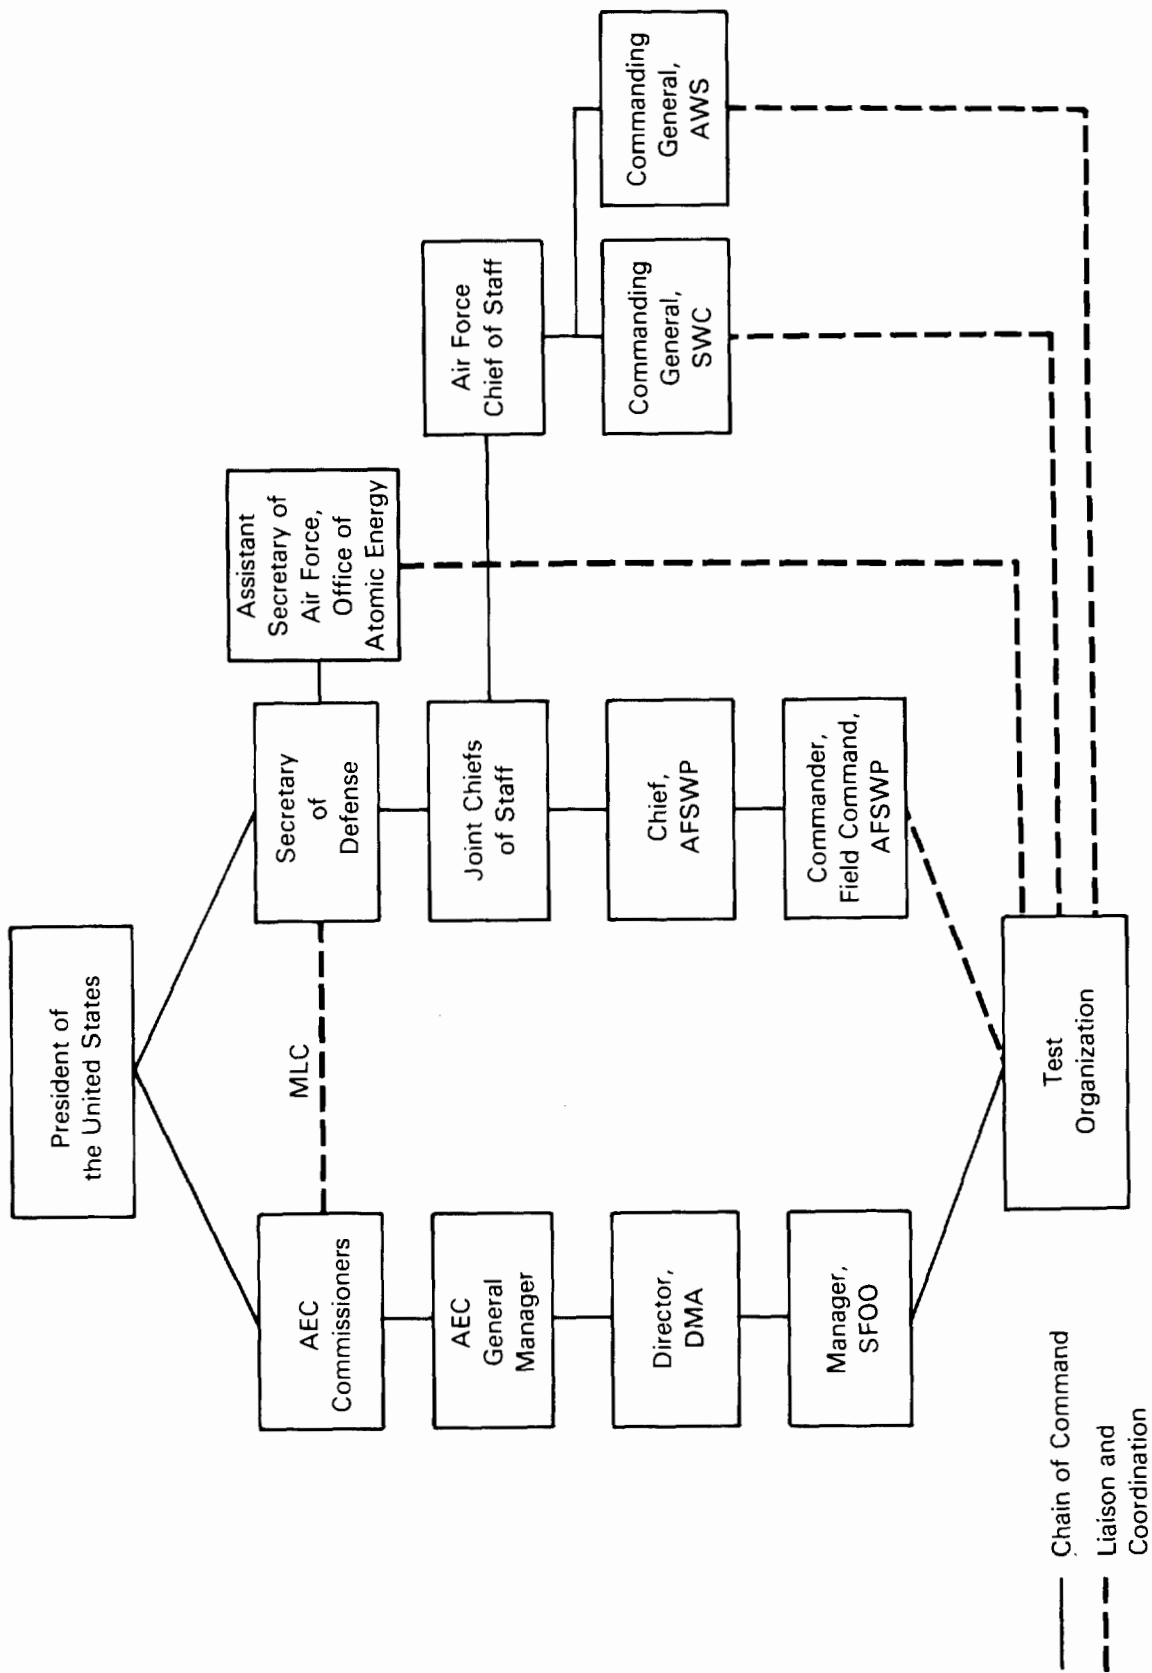 President of
the United States
AEC
Commissioners
MLC
Secretary
of
Defense
Assistant
Secretary of
Air Force,
Office of
Atomic Energy
AEC
General
Manager
Joint Chiefs
of Staff
Air Force
Chief of Staff
Director,
DMA
Chief,
AFSWP
Commanding
General,
SWC
Commanding
General,
AWS
Manager,
SFOO
Commander,
Field Command,
AFSWP
Test
Organization
Chain of Command
Liaison and
Coordination